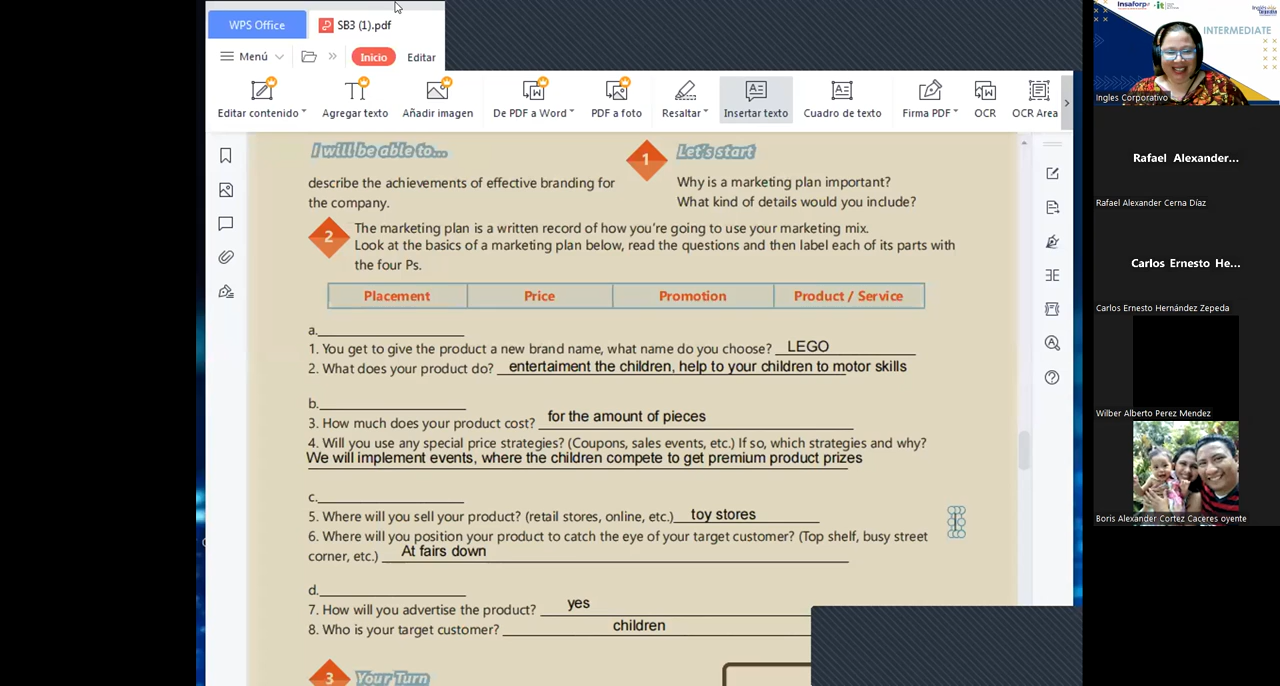 WPS Office
SB3 (1).pdf
Menú
Inicio
Editar
Editar contenido
Agregar texto
Añadir imagen
De PDF a Word
PDF a foto
Resaltar
Insertar texto
Cuadro de texto
Firma PDF
OCR
OCR Area
I will be able to...
describe the achievements of effective branding for
the company.
1
Let's start
Why is a marketing plan important?
What kind of details would you include?
2
The marketing plan is a written record of how you're going to use your marketing mix.
Look at the basics of a marketing plan below, read the questions and then label each of its parts with
the four Ps.
Placement
Price
Promotion
Product / Service
a.
1. You get to give the product a new brand name, what name do you choose? LEGO
2. What does your product do? entertaiment the children, help to your children to motor skills
b.
3. How much does your product cost? for the amount of pieces
4. Will you use any special price strategies? (Coupons, sales events, etc.) If so, which strategies and why?
We will implement events, where the children compete to get premium product prizes
c.
5. Where will you sell your product? (retail stores, online, etc.) toy stores
6. Where will you position your product to catch the eye of your target customer? (Top shelf, busy street
corner, etc.) At fairs down
d.
7. How will you advertise the product? yes
8. Who is your target customer? children
3
Your Turn
Insaforp
INTERMEDIATE
Ingles Corporativo
Rafael Alexander...
Rafael Alexander Cerna Díaz
Carlos Ernesto He...
Carlos Ernesto Hernández Zepeda
Wilber Alberto Perez Mendez
Boris Alexander Cortez Caceres oyente